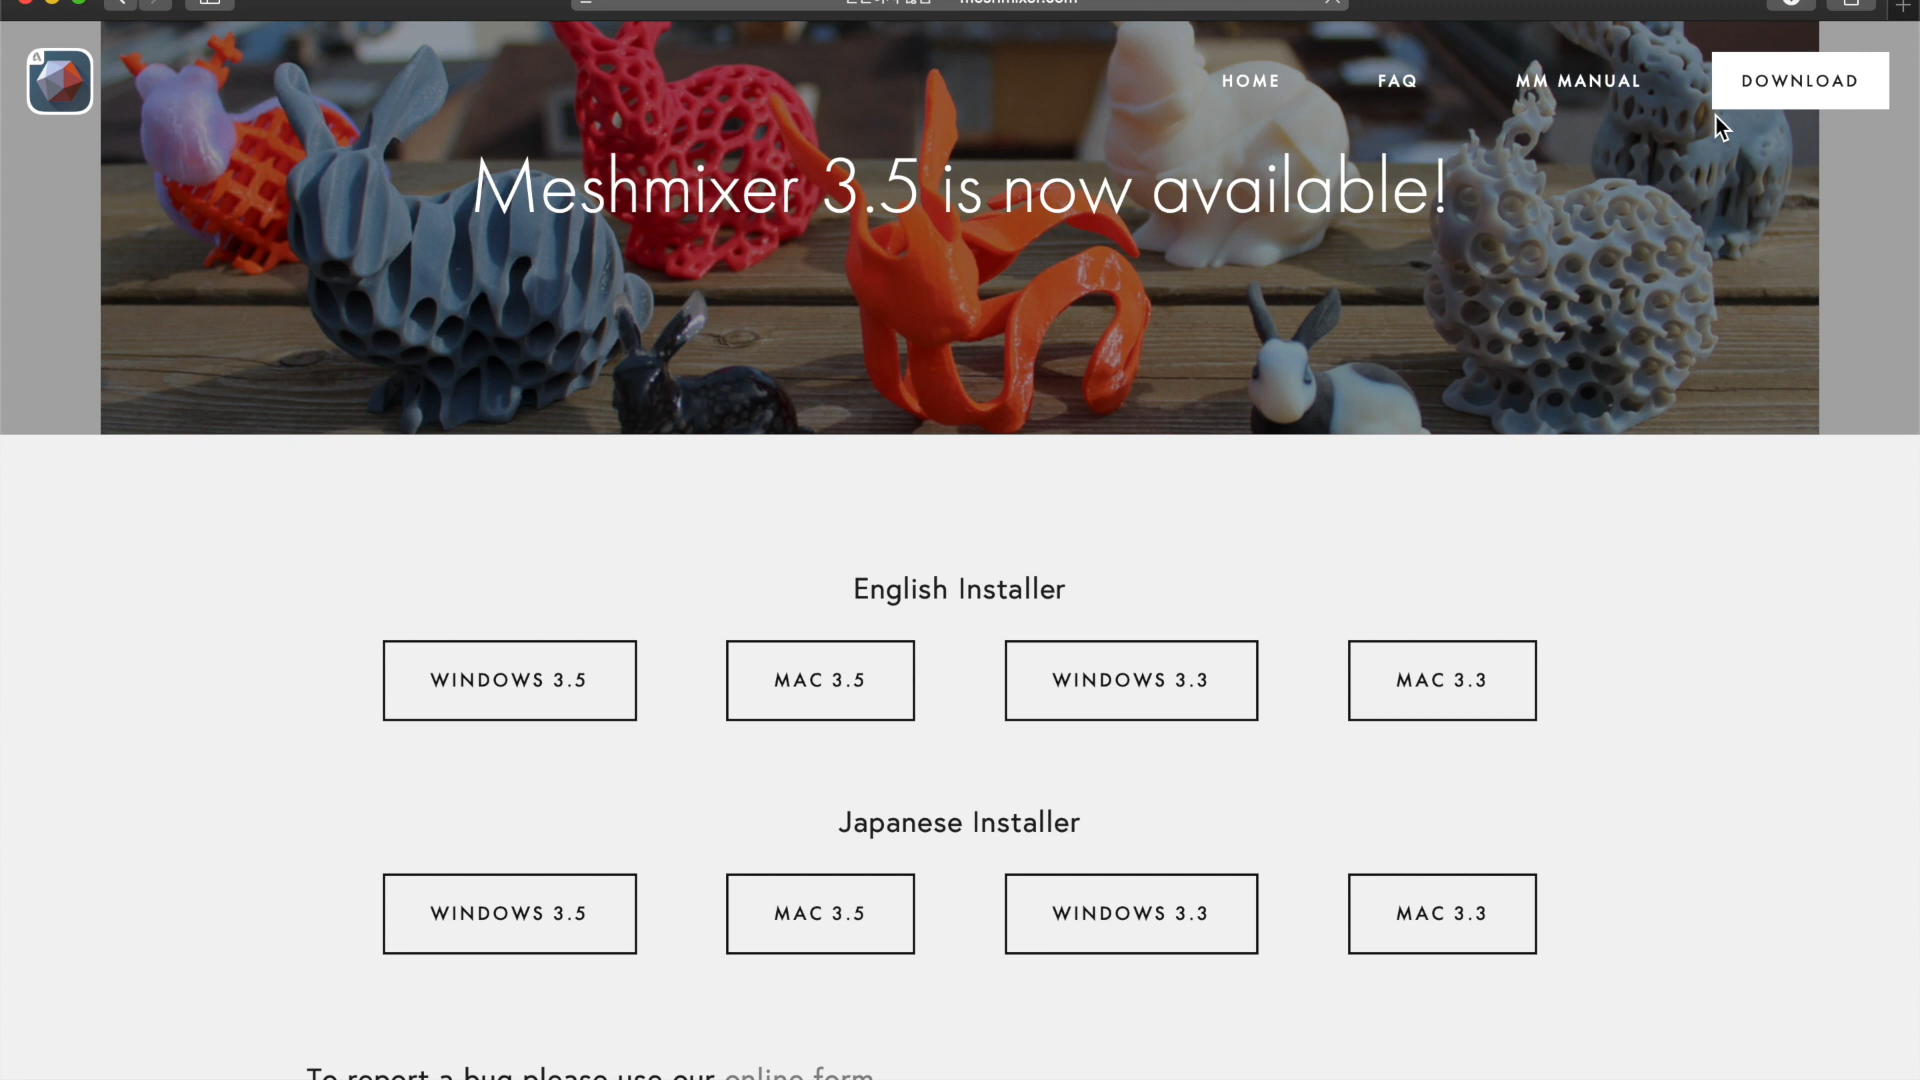 meshmixer.com
HOME FAQ MM MANUAL DOWNLOAD
Meshmixer 3.5 is now available!
English Installer
WINDOWS 3.5 MAC 3.5 WINDOWS 3.3 MAC 3.3
Japanese Installer
WINDOWS 3.5 MAC 3.5 WINDOWS 3.3 MAC 3.3
To report a bug please use our online form